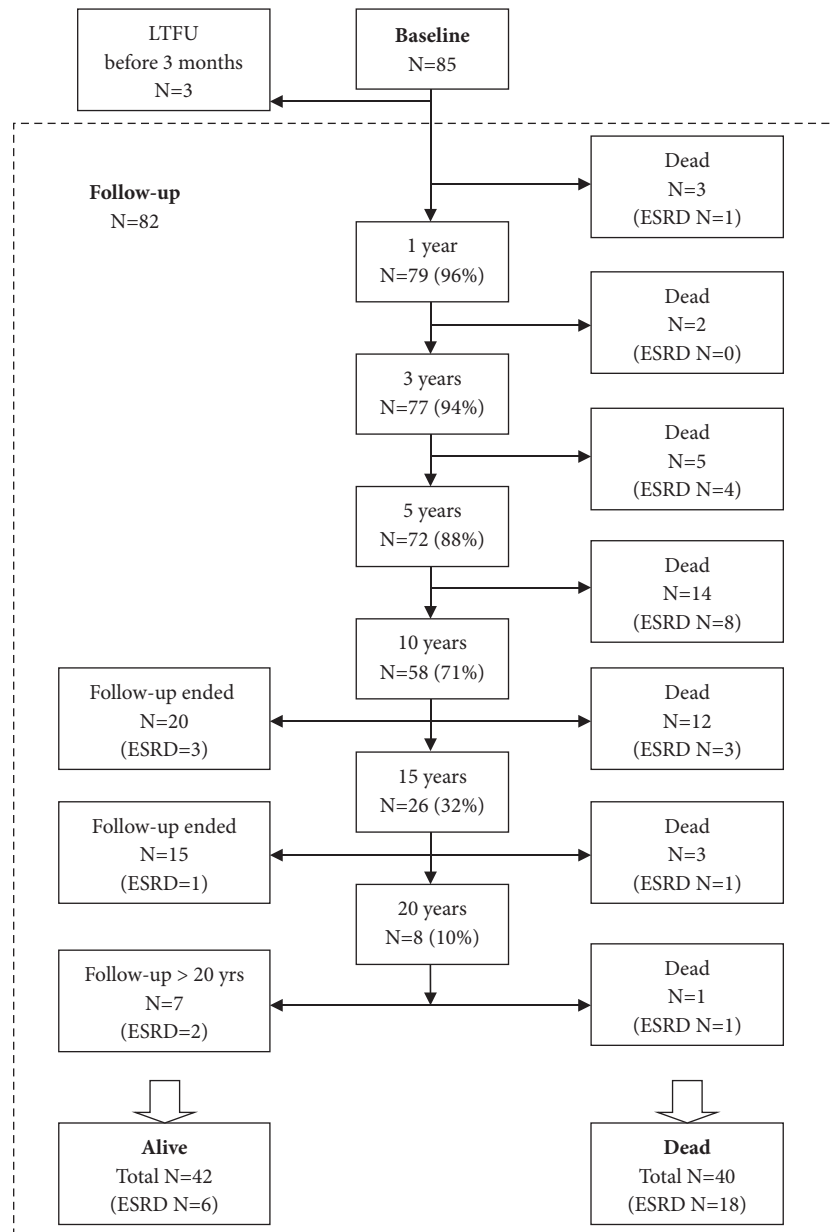 LTFU
before 3 months
N=3
Baseline
N=85
Follow-up
N=82
Dead
N=3
(ESRD N=1)
1 year
N=79 (96%)
Dead
N=2
(ESRD N=0)
3 years
N=77 (94%)
Dead
N=5
(ESRD N=4)
5 years
N=72 (88%)
Dead
N=14
(ESRD N=8)
10 years
N=58 (71%)
Follow-up ended
N=20
(ESRD=3)
Dead
N=12
(ESRD N=3)
15 years
N=26 (32%)
Follow-up ended
N=15
(ESRD=1)
Dead
N=3
(ESRD N=1)
20 years
N=8 (10%)
Follow-up > 20 yrs
N=7
(ESRD=2)
Dead
N=1
(ESRD N=1)
Alive
Total N=42
(ESRD N=6)
Dead
Total N=40
(ESRD N=18)